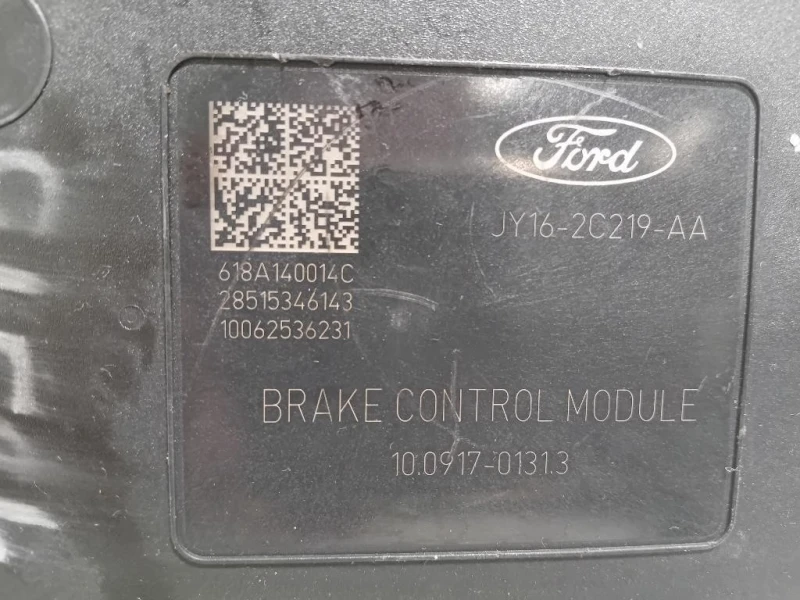 Ford
JY16-2C219-AA
618A140014C
28515346143
10062536231
BRAKE CONTROL MODULE
10.0917-0131.3